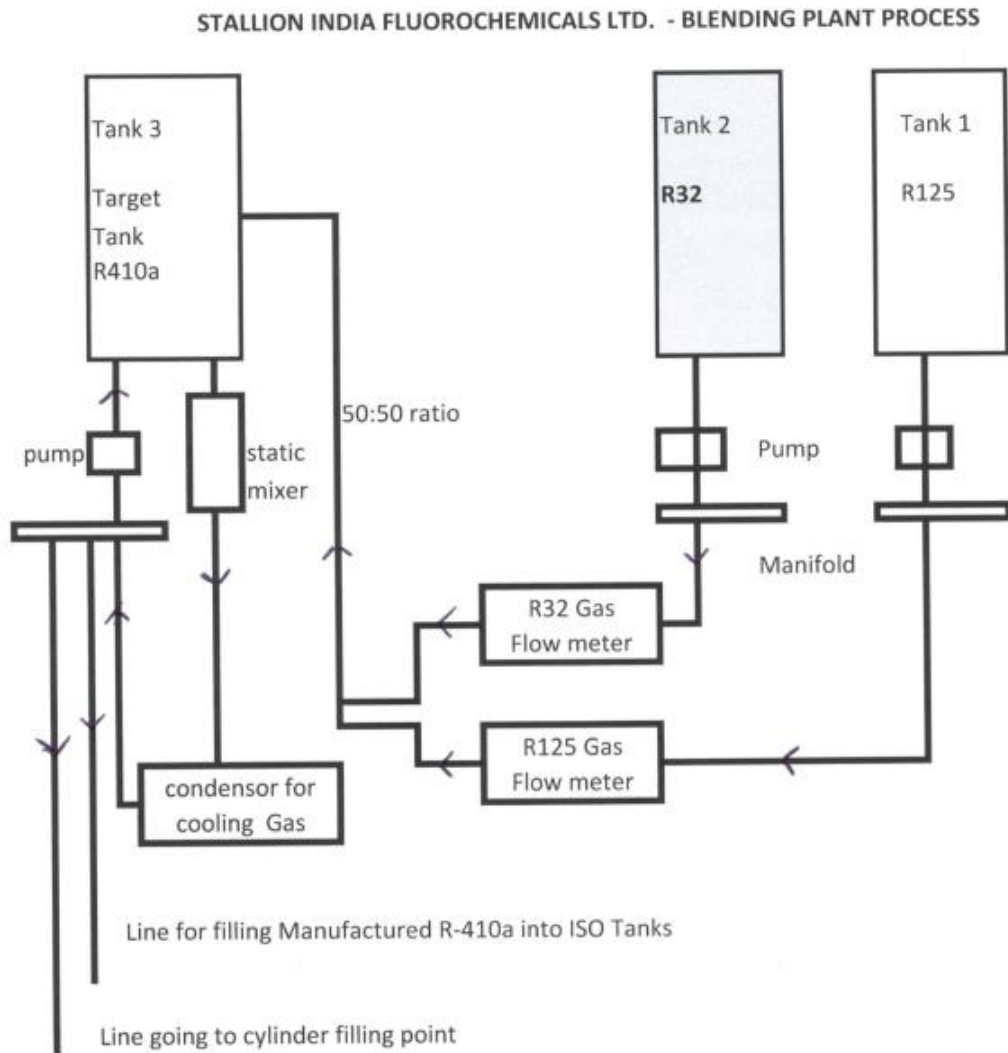 STALLION INDIA FLUOROCHEMICALS LTD. - BLENDING PLANT PROCESS
Tank 3
Target
Tank
R410a
Tank 2
R32
Tank 1
R125
50:50 ratio
pump
static
mixer
Pump
Manifold
R32 Gas
Flow meter
R125 Gas
Flow meter
condensor for
cooling Gas
Line for filling Manufactured R-410a into ISO Tanks
Line going to cylinder filling point